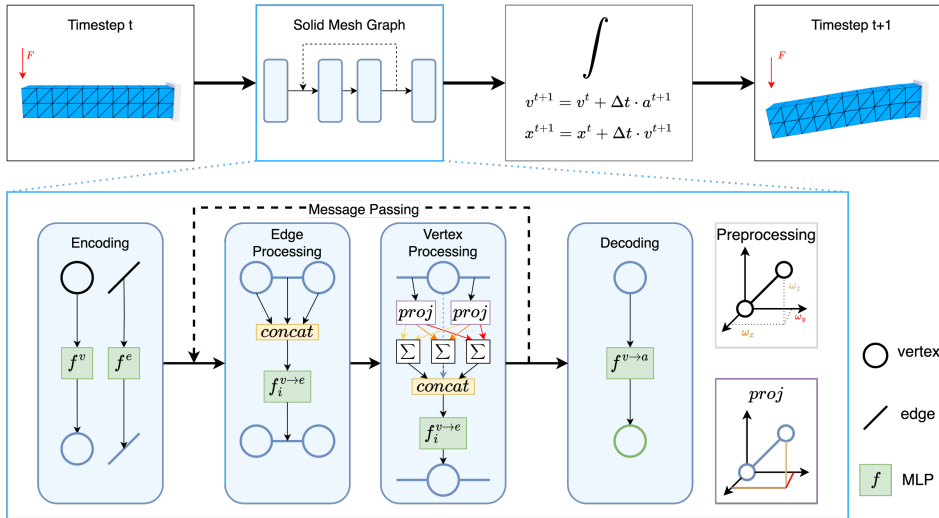 Timestep t
F
Solid Mesh Graph
∫
v^{t+1} = v^t + Δt · a^{t+1}
x^{t+1} = x^t + Δt · v^{t+1}
Timestep t+1
F
Message Passing
Encoding
f^v
f^e
Edge
Processing
concat
f_i^{v→e}
Vertex
Processing
proj
proj
Σ
Σ
Σ
concat
f_i^{v→e}
Decoding
f^{v→a}
Preprocessing
ω_z
ω_y
ω_x
proj
vertex
edge
f
MLP